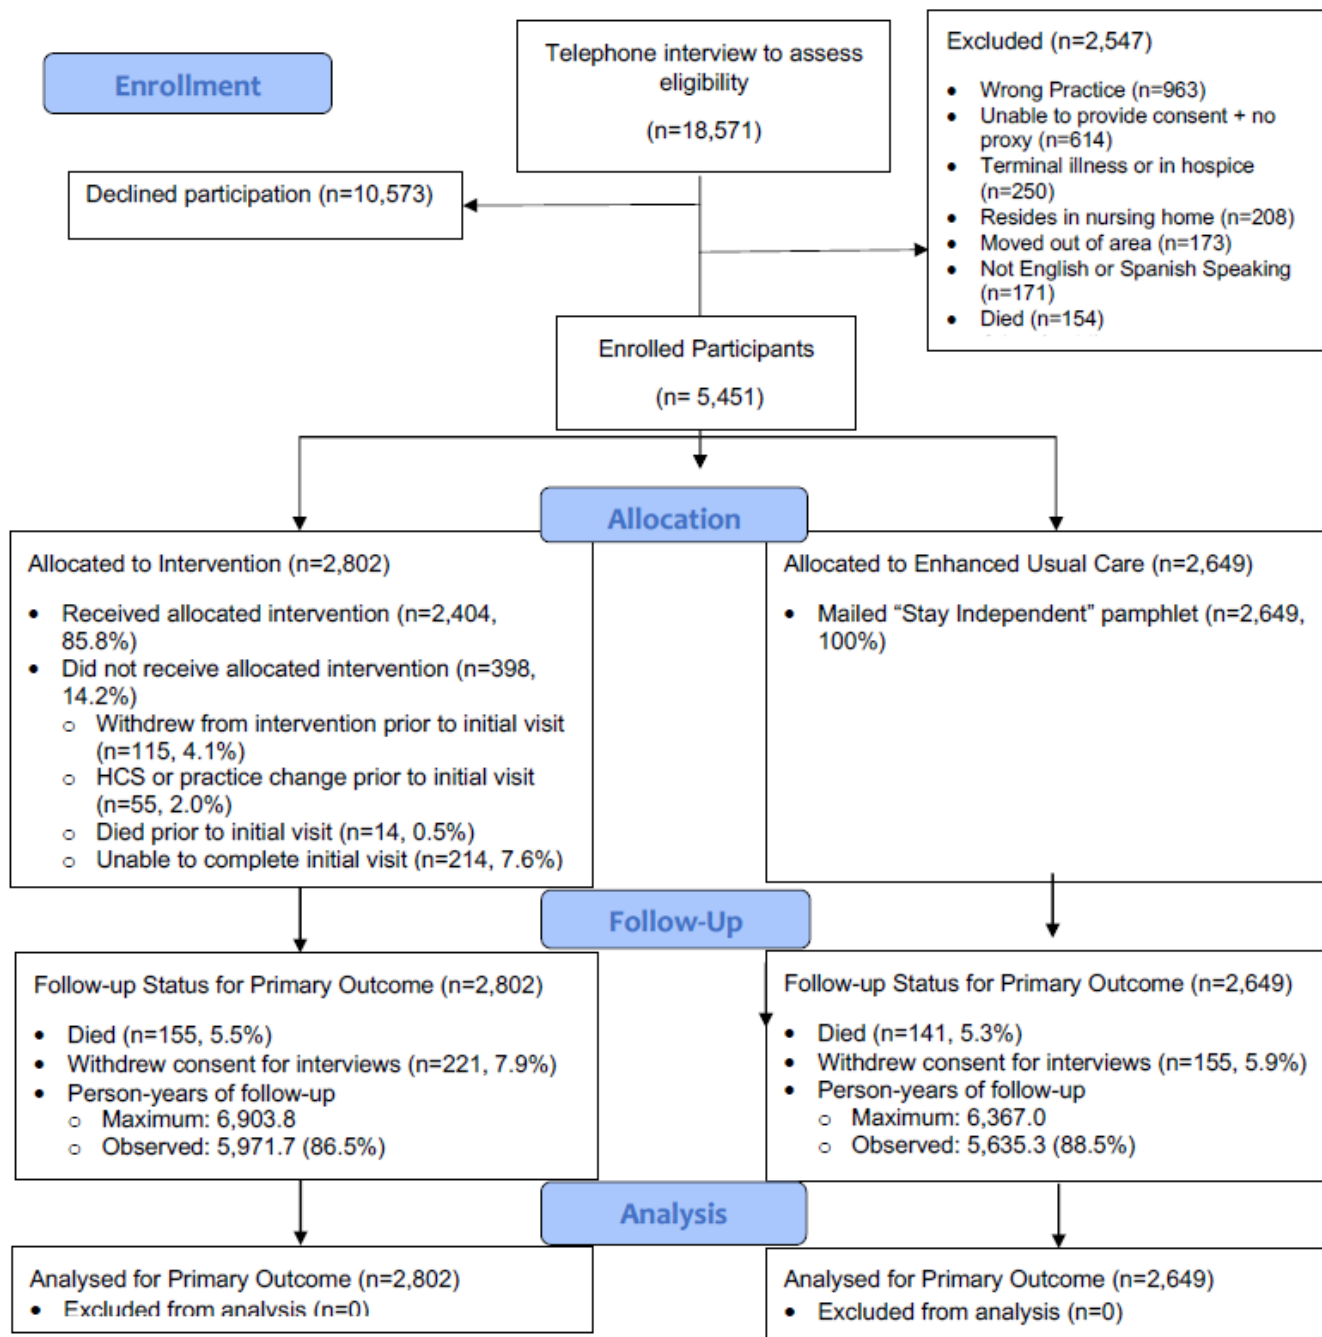 Enrollment
Telephone interview to assess
eligibility
(n=18,571)
Excluded (n=2,547)
• Wrong Practice (n=963)
• Unable to provide consent + no
proxy (n=614)
• Terminal illness or in hospice
(n=250)
• Resides in nursing home (n=208)
• Moved out of area (n=173)
• Not English or Spanish Speaking
(n=171)
• Died (n=154)
Declined participation (n=10,573)
Enrolled Participants
(n= 5,451)
Allocation
Allocated to Intervention (n=2,802)
• Received allocated intervention (n=2,404,
85.8%)
• Did not receive allocated intervention (n=398,
14.2%)
o Withdrew from intervention prior to initial visit
(n=115, 4.1%)
o HCS or practice change prior to initial visit
(n=55, 2.0%)
o Died prior to initial visit (n=14, 0.5%)
o Unable to complete initial visit (n=214, 7.6%)
Allocated to Enhanced Usual Care (n=2,649)
• Mailed “Stay Independent” pamphlet (n=2,649,
100%)
Follow-Up
Follow-up Status for Primary Outcome (n=2,802)
• Died (n=155, 5.5%)
• Withdrew consent for interviews (n=221, 7.9%)
• Person-years of follow-up
o Maximum: 6,903.8
o Observed: 5,971.7 (86.5%)
Follow-up Status for Primary Outcome (n=2,649)
• Died (n=141, 5.3%)
• Withdrew consent for interviews (n=155, 5.9%)
• Person-years of follow-up
o Maximum: 6,367.0
o Observed: 5,635.3 (88.5%)
Analysis
Analysed for Primary Outcome (n=2,802)
• Excluded from analysis (n=0)
Analysed for Primary Outcome (n=2,649)
• Excluded from analysis (n=0)